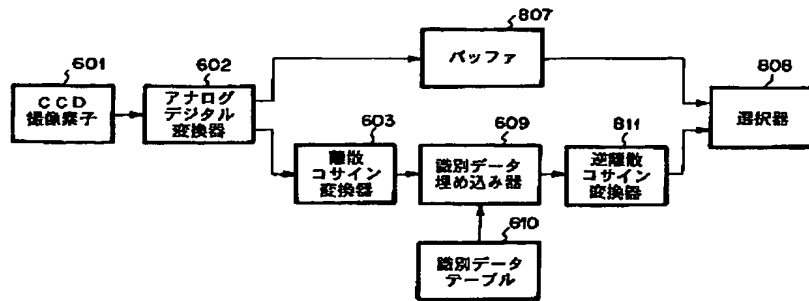 601
CCD
撮像素子
602
アナログ
デジタル
変換器
807
バッファ
808
選択器
603
離散
コサイン
変換器
609
識別データ
埋め込み器
811
逆離散
コサイン
変換器
610
識別データ
テーブル